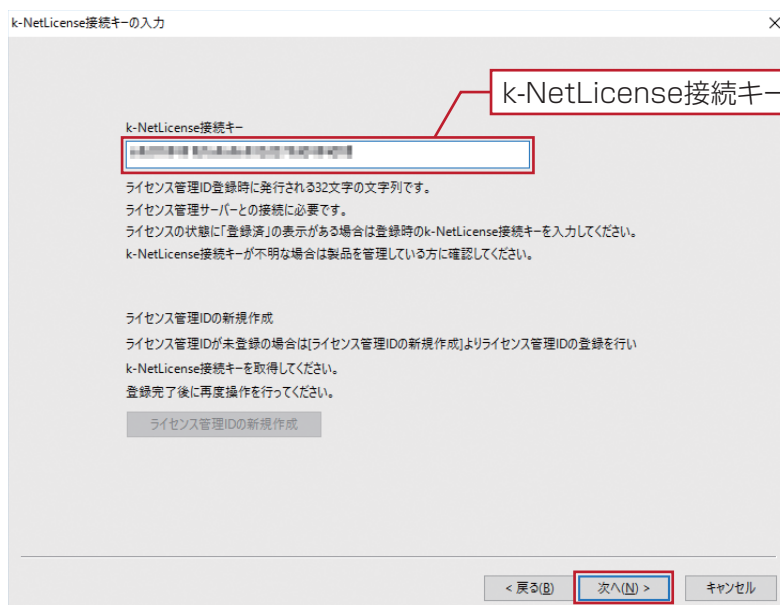 k-NetLicense接続キーの入力
k-NetLicense接続キー
k-NetLicense接続キー
ライセンス管理ID登録時に発行される32文字の文字列です。
ライセンス管理サーバーとの接続に必要です。
ライセンスの状態に「登録済」の表示がある場合は登録時のk-NetLicense接続キーを入力してください。
k-NetLicense接続キーが不明な場合は製品を管理している方に確認してください。
ライセンス管理IDの新規作成
ライセンス管理IDが未登録の場合は[ライセンス管理IDの新規作成]よりライセンス管理IDの登録を行い
k-NetLicense接続キーを取得してください。
登録完了後に再度操作を行ってください。
ライセンス管理IDの新規作成
< 戻る(B) 次へ(N) > キャンセル